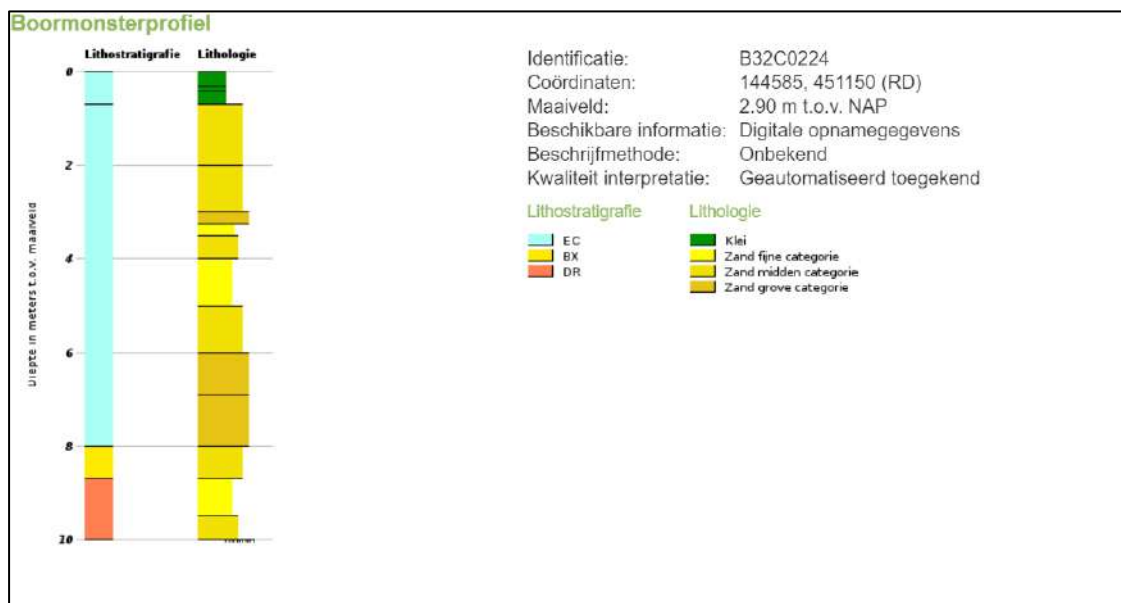 Boormonsterprofiel
Lithostratigrafie Lithologie
0
2
4
6
8
10
Diepte in meters t.o.v. maaiveld
Identificatie: B32C0224
Coördinaten: 144585, 451150 (RD)
Maaiveld: 2.90 m t.o.v. NAP
Beschikbare informatie: Digitale opnamegegevens
Beschrijfmethode: Onbekend
Kwaliteit interpretatie: Geautomatiseerd toegekend
Lithostratigrafie Lithologie
EC Klei
BX Zand fijne categorie
DR Zand midden categorie
Zand grove categorie